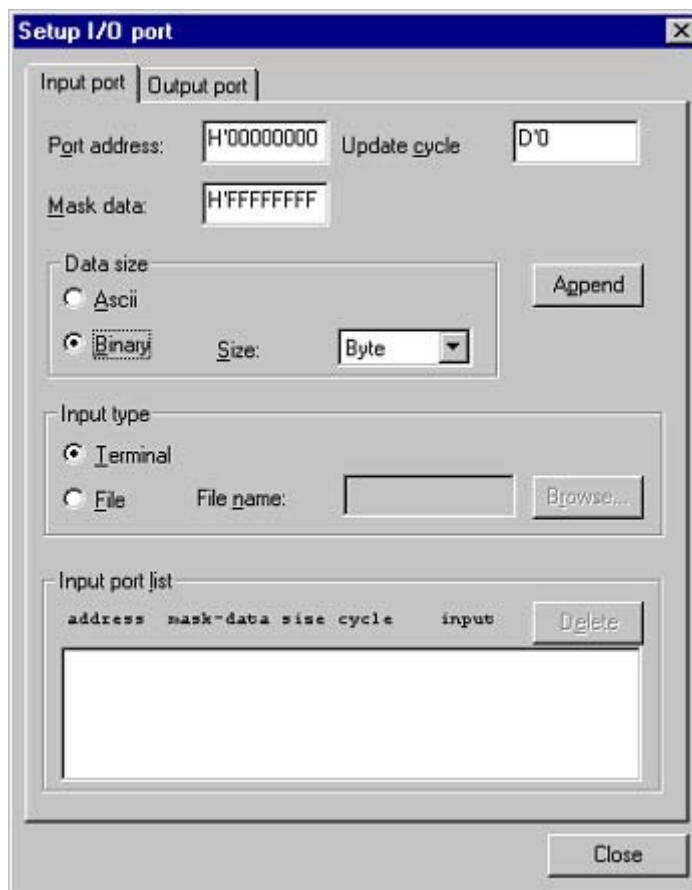 Setup I/O port
Input port Output port
Port address: H'00000000 Update cycle D'0
Mask data: H'FFFFFFFF
Data size
Ascii
Append
Binary Size: Byte
Input type
Terminal
File File name: Browse...
Input port list
address mask-data sise cycle input Delete
Close